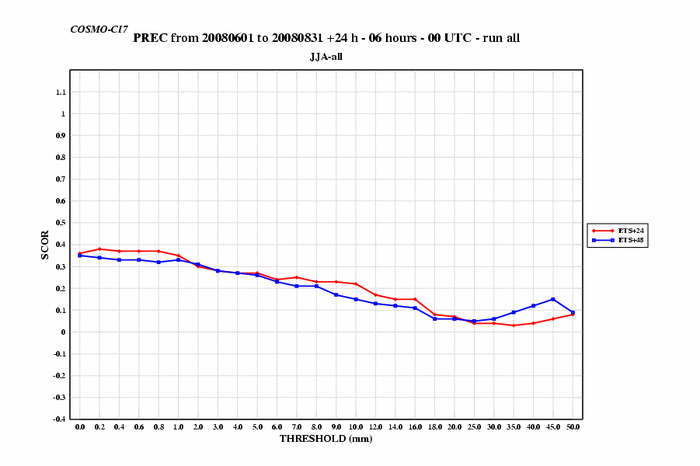 COSMO-C17
PREC from 20080601 to 20080831 +24 h - 06 hours - 00 UTC - run all
JJA-all
1.1
1
0.9
0.8
0.7
0.6
0.5
0.4
0.3
0.2
0.1
0
-0.1
-0.2
-0.3
-0.4
SCOR
ETS+24
ETS+48
0.0 0.2 0.4 0.6 0.8 1.0 2.0 3.0 4.0 5.0 6.0 7.0 8.0 9.0 10.0 12.0 14.0 16.0 18.0 20.0 25.0 30.0 35.0 40.0 45.0 50.0
THRESHOLD (mm)